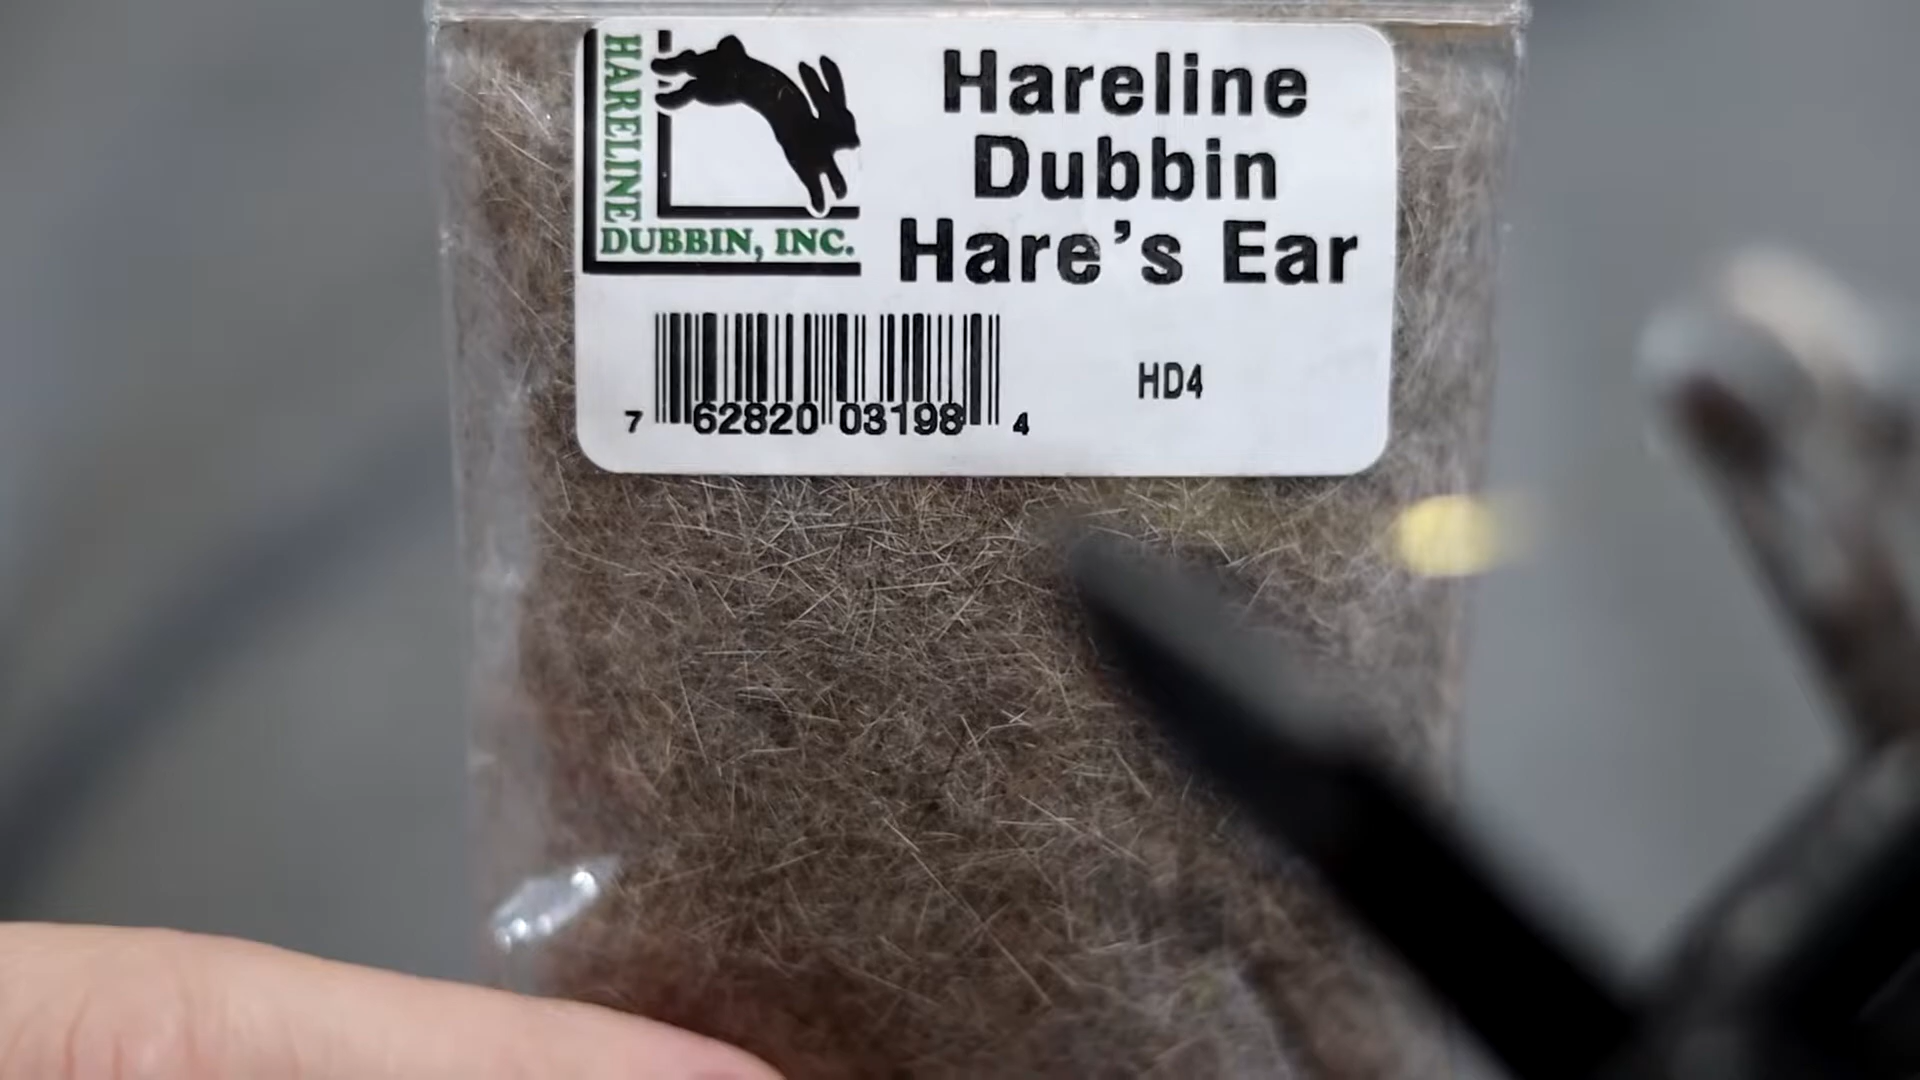 HARELINE
DUBBIN, INC.
Hareline
Dubbin
Hare's Ear
7 62820 03198 4
HD4